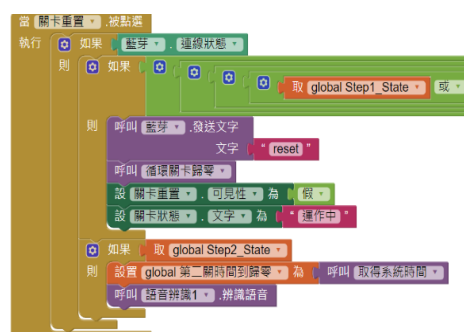 當 關卡重置 .被點選
執行 如果 藍芽 . 連線狀態
則 如果 取 global Step1_State 或
則 呼叫 藍芽 .發送文字
文字 " reset "
呼叫 循環關卡歸零
設 關卡重置 . 可見性 為 假
設 關卡狀態 . 文字 為 " 運作中 "
如果 取 global Step2_State
則 設置 global 第二關時間到歸零 為 呼叫 取得系統時間
呼叫 語音辨識1 .辨識語音